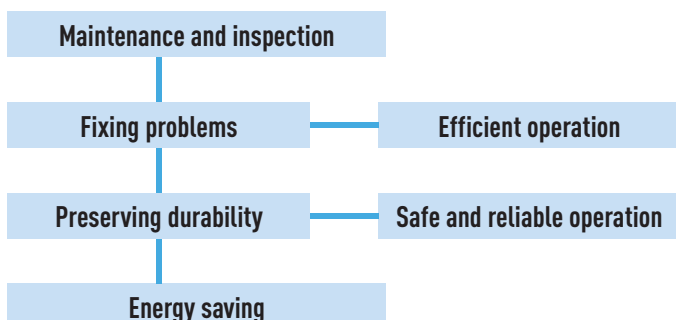 Maintenance and inspection
Fixing problems
Efficient operation
Preserving durability
Safe and reliable operation
Energy saving